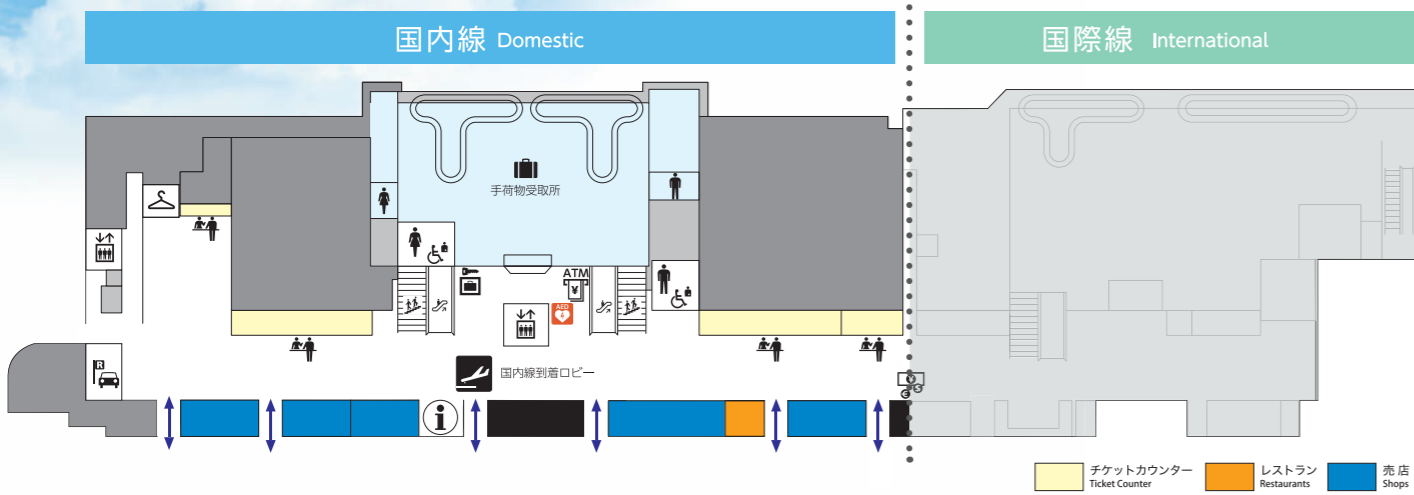 国内線 Domestic
国際線 International
手荷物受取所
ATM
¥
AED
R
国内線到着ロビー
i
¥
€
$
チケットカウンター
Ticket Counter
レストラン
Restaurants
売店
Shops